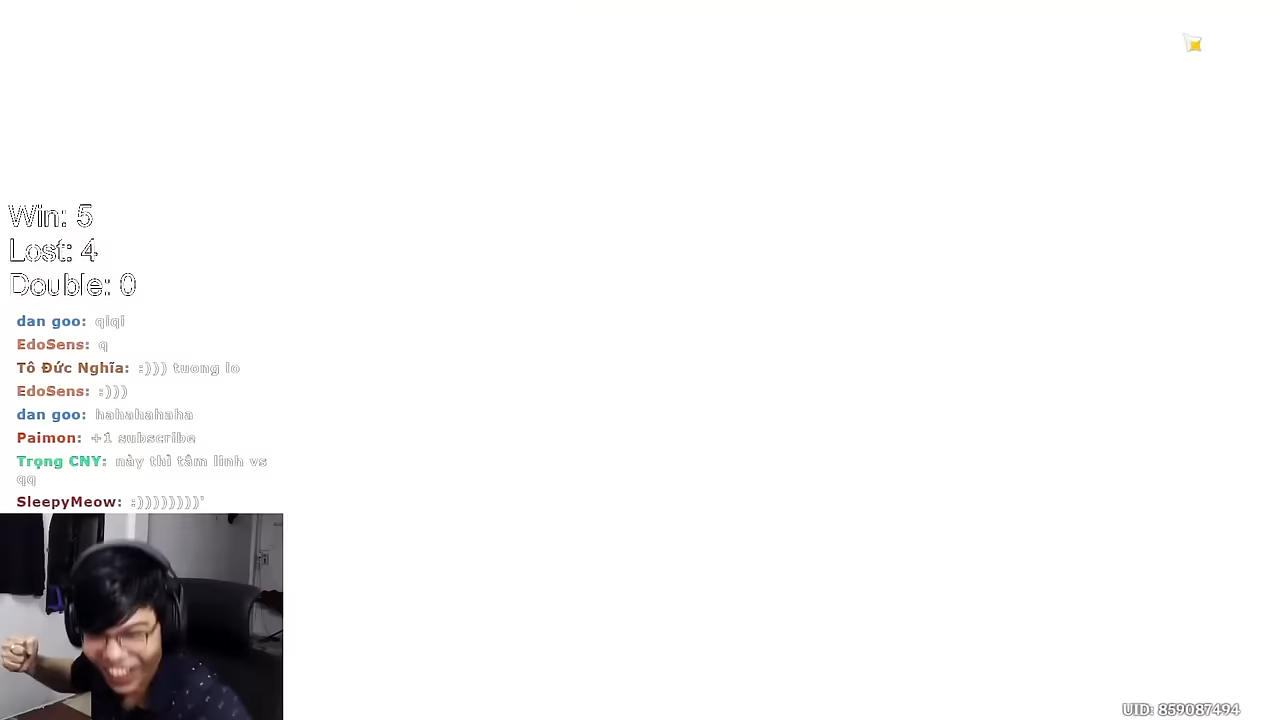 Win: 5
Lost: 4
Double: 0
dan goo: qiqi
EdoSens: q
Tô Đức Nghĩa: :))) tuong lo
EdoSens: :)))
dan goo: hahahahaha
Paimon: +1 subscribe
Trọng CNY: này thì tâm linh vs
qq
SleepyMeow: :))))))))'
UID: 859087494